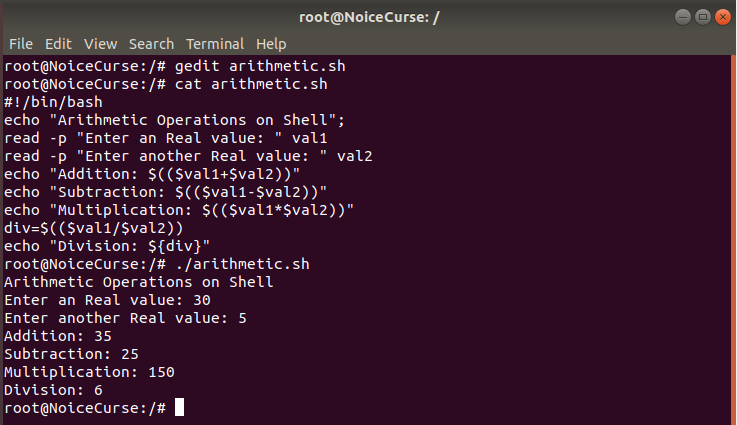 root@NoiceCurse: /
File Edit View Search Terminal Help
root@NoiceCurse:/# gedit arithmetic.sh
root@NoiceCurse:/# cat arithmetic.sh
#!/bin/bash
echo "Arithmetic Operations on Shell";
read -p "Enter an Real value: " val1
read -p "Enter another Real value: " val2
echo "Addition: $(($val1+$val2))"
echo "Subtraction: $(($val1-$val2))"
echo "Multiplication: $(($val1*$val2))"
div=$(($val1/$val2))
echo "Division: ${div}"
root@NoiceCurse:/# ./arithmetic.sh
Arithmetic Operations on Shell
Enter an Real value: 30
Enter another Real value: 5
Addition: 35
Subtraction: 25
Multiplication: 150
Division: 6
root@NoiceCurse:/#